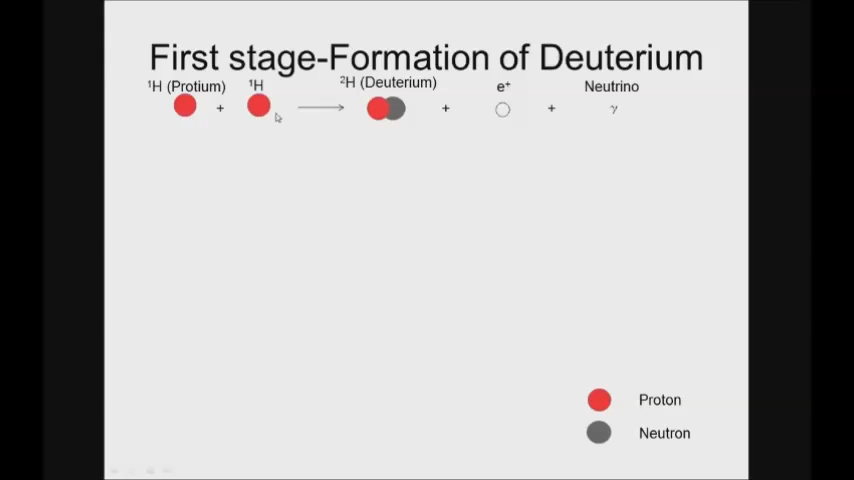 First stage-Formation of Deuterium
¹H (Protium) ¹H ²H (Deuterium) e⁺ Neutrino
+ + + γ
Proton
Neutron